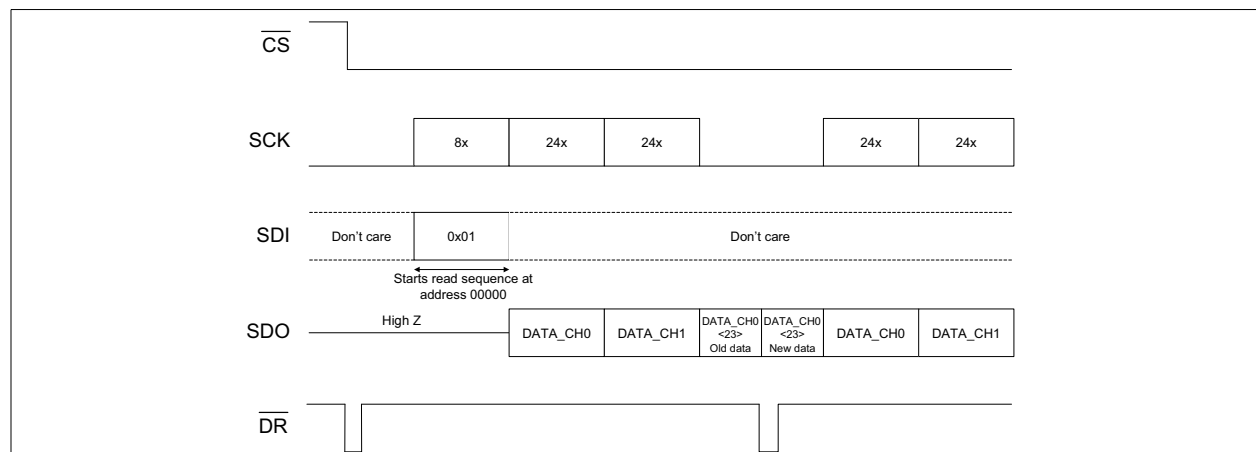 CS
SCK
8x
24x
24x
24x
24x
SDI
Don't care
0x01
Don't care
Starts read sequence at
address 00000
SDO
High Z
DATA_CH0
DATA_CH1
DATA_CH0
<23>
Old data
DATA_CH0
<23>
New data
DATA_CH0
DATA_CH1
DR